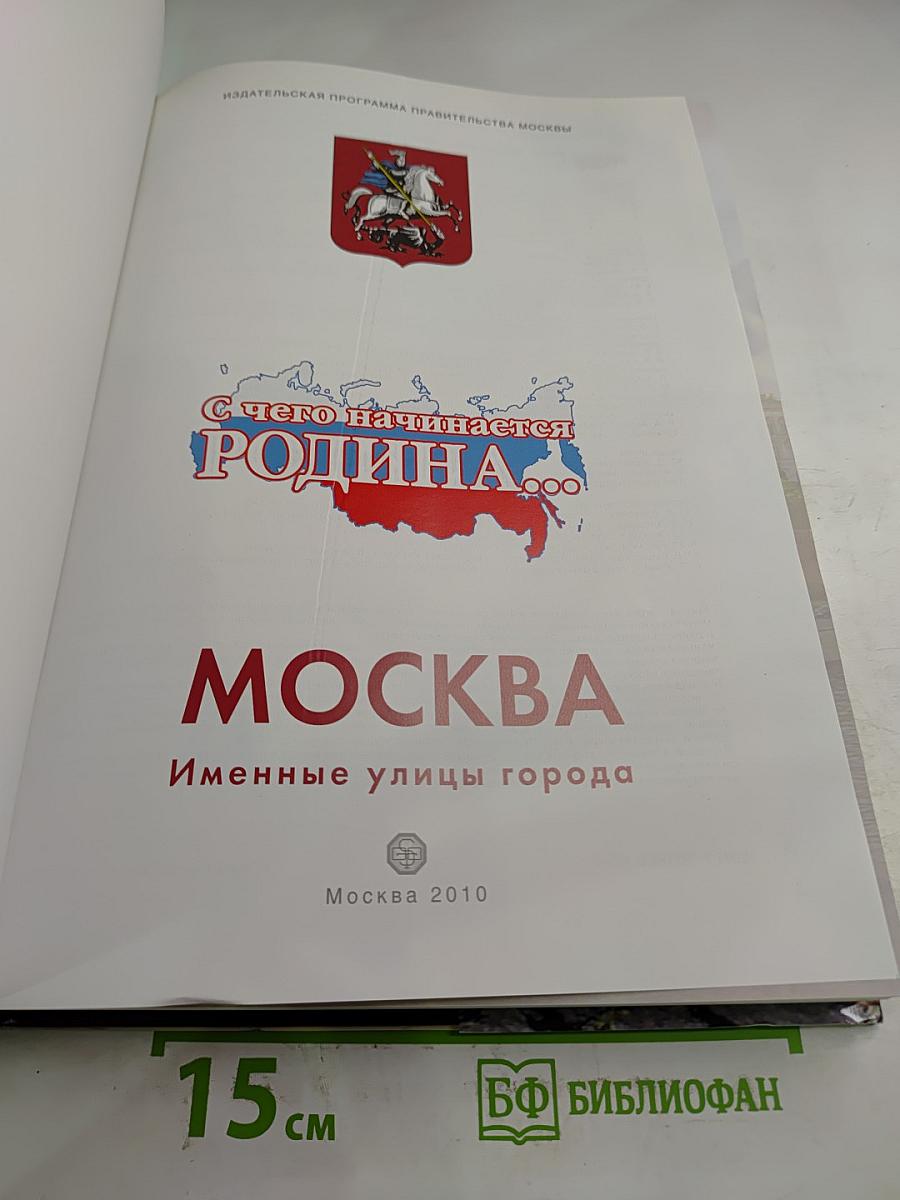 ИЗДАТЕЛЬСКАЯ ПРОГРАММА ПРАВИТЕЛЬСТВА МОСКВЫ
С чего начинается
РОДИНА...
МОСКВА
Именные улицы города
Москва 2010
15 см
БФ БИБЛИОФАН